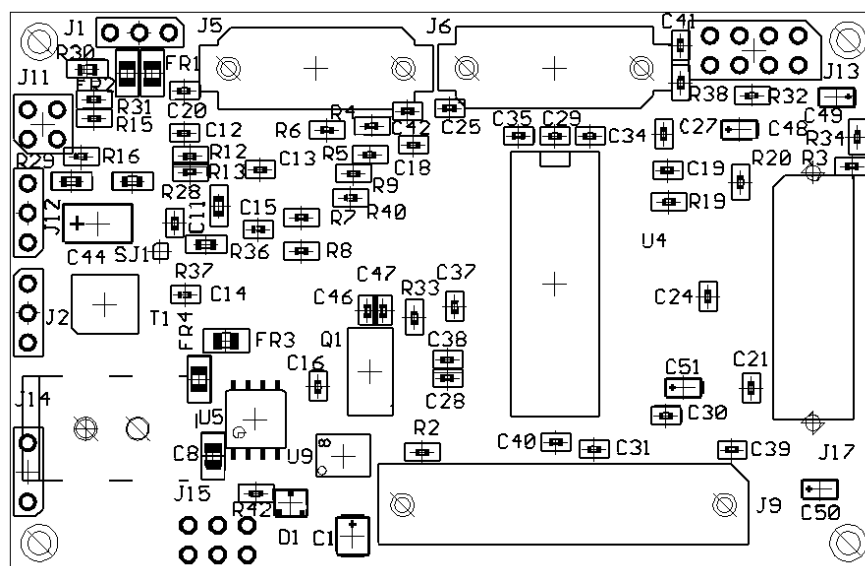 J1
J5
J6
C41
R30
FR1
J11
FR2
R31
C20
R15
C12
R6
R4
C42
C25
C35
C29
C34
R38
R32
J13
C49
C27
C48
R34
R29
R16
R12
R13
C13
R5
C18
R9
C19
R20
R3
R28
C11
R40
R19
J12
C15
R7
C44
SJ1
R36
R8
U4
R37
C14
C47
C46
R33
C37
C24
J2
T1
FR4
FR3
Q1
C38
C16
C28
C51
C21
J14
U5
C30
C8
U9
8
R2
C40
C31
C39
J17
J15
R42
D1
C1
J9
C50